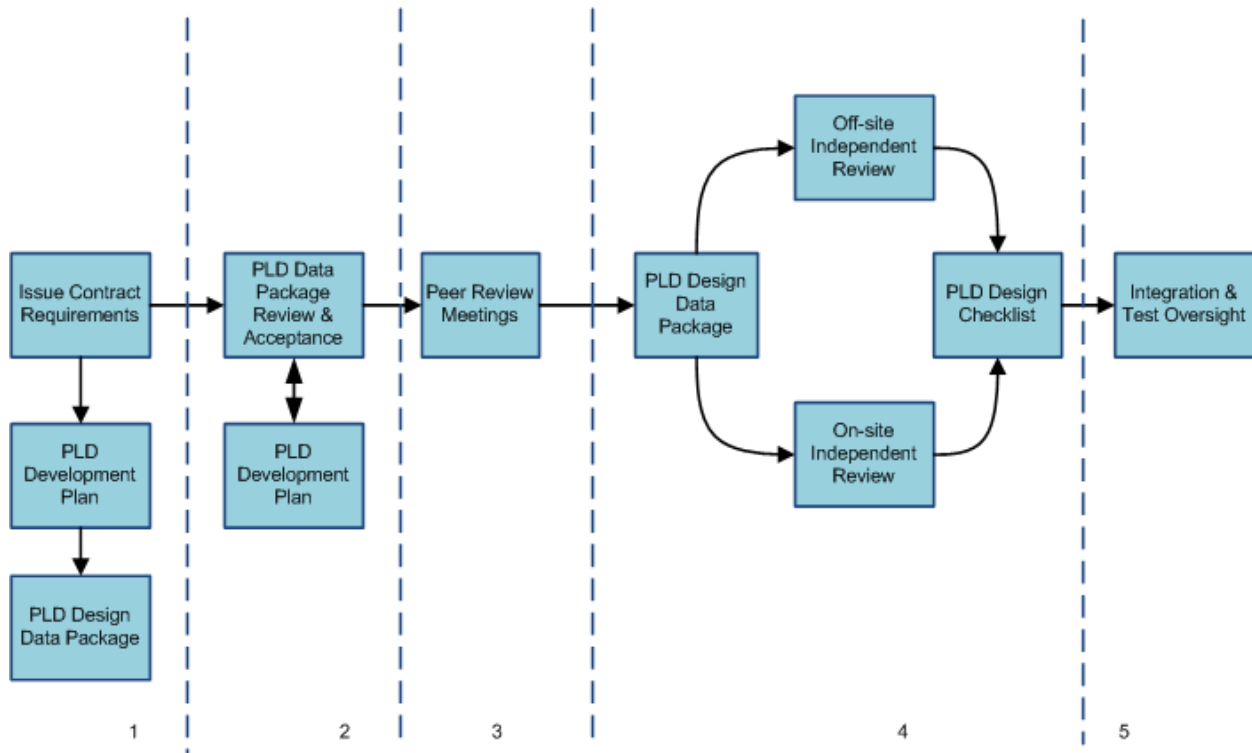 Issue Contract
Requirements
PLD
Development
Plan
PLD Design
Data Package
PLD Data
Package
Review &
Acceptance
PLD
Development
Plan
Peer Review
Meetings
PLD Design
Data
Package
Off-site
Independent
Review
On-site
Independent
Review
PLD Design
Checklist
Integration &
Test Oversight
1
2
3
4
5